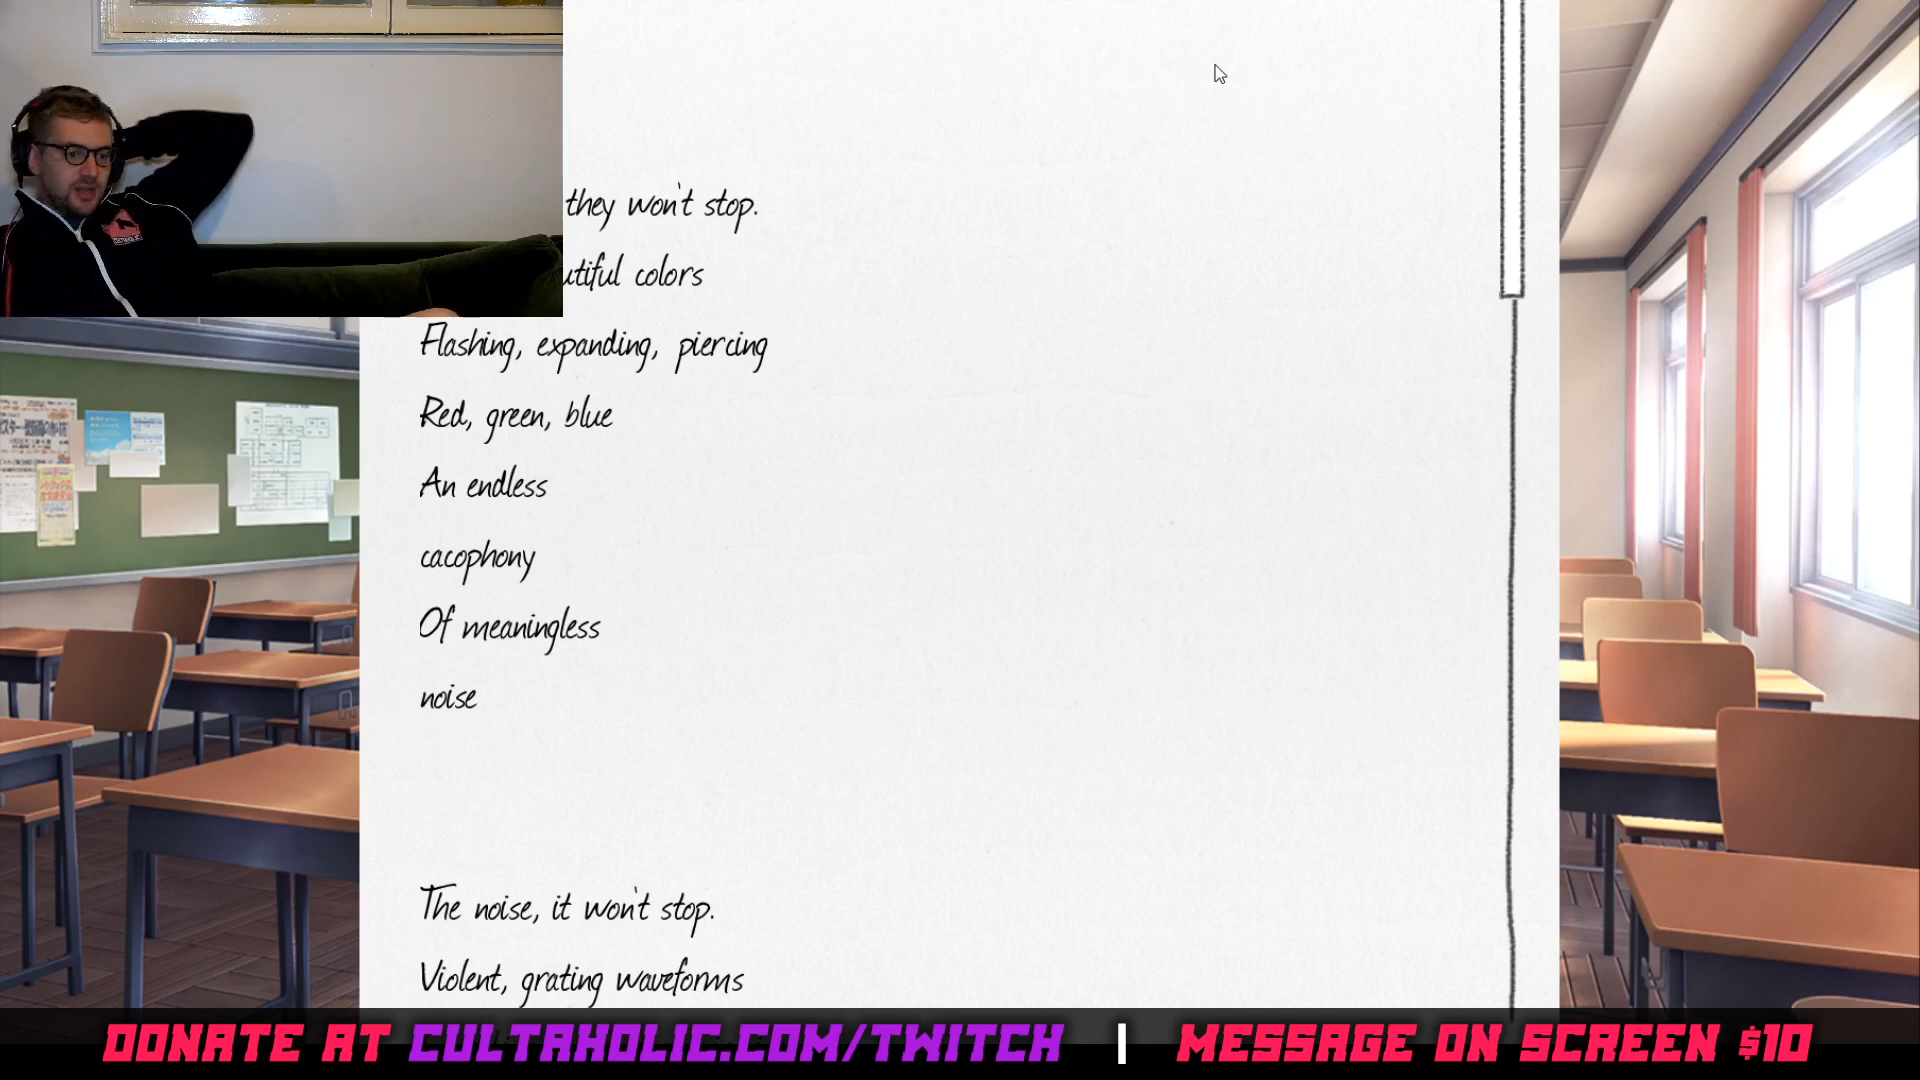 they won't stop.
utiful colors
Flashing, expanding, piercing
Red, green, blue
An endless
cacophony
Of meaningless
noise
The noise, it won't stop.
Violent, grating waveforms
DONATE AT CULTAHOLIC.COM/TWITCH | MESSAGE ON SCREEN $10